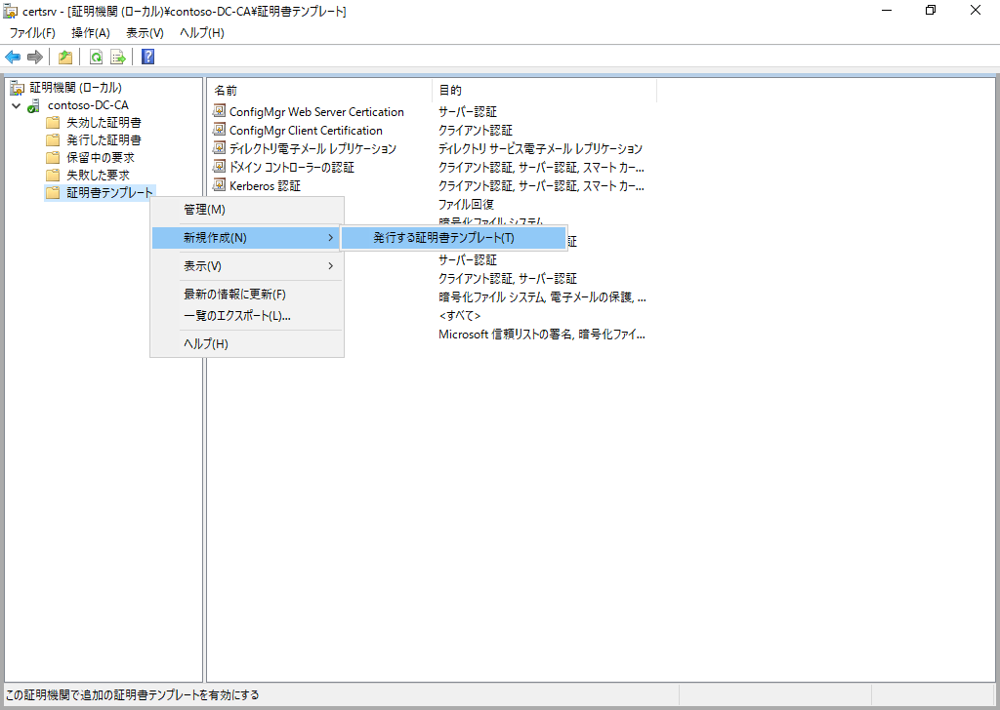 certsrv - [証明機関 (ローカル)¥contoso-DC-CA¥証明書テンプレート]
ファイル(F) 操作(A) 表示(V) ヘルプ(H)
証明機関 (ローカル)
contoso-DC-CA
失効した証明書
発行した証明書
保留中の要求
失敗した要求
証明書テンプレート
名前 目的
ConfigMgr Web Server Certication サーバー認証
ConfigMgr Client Certification クライアント認証
ディレクトリ電子メール レプリケーション ディレクトリ サービス電子メール レプリケーション
ドメイン コントローラーの認証 クライアント認証, サーバー認証, スマート カー...
Kerberos 認証 クライアント認証, サーバー認証, スマート カー...
ファイル回復
暗号化ファイル システム
証
サーバー認証
クライアント認証, サーバー認証
暗号化ファイル システム, 電子メールの保護, ...
<すべて>
Microsoft 信頼リストの署名, 暗号化ファイ...
管理(M)
新規作成(N)
発行する証明書テンプレート(T)
表示(V)
最新の情報に更新(F)
一覧のエクスポート(L)...
ヘルプ(H)
この証明機関で追加の証明書テンプレートを有効にする